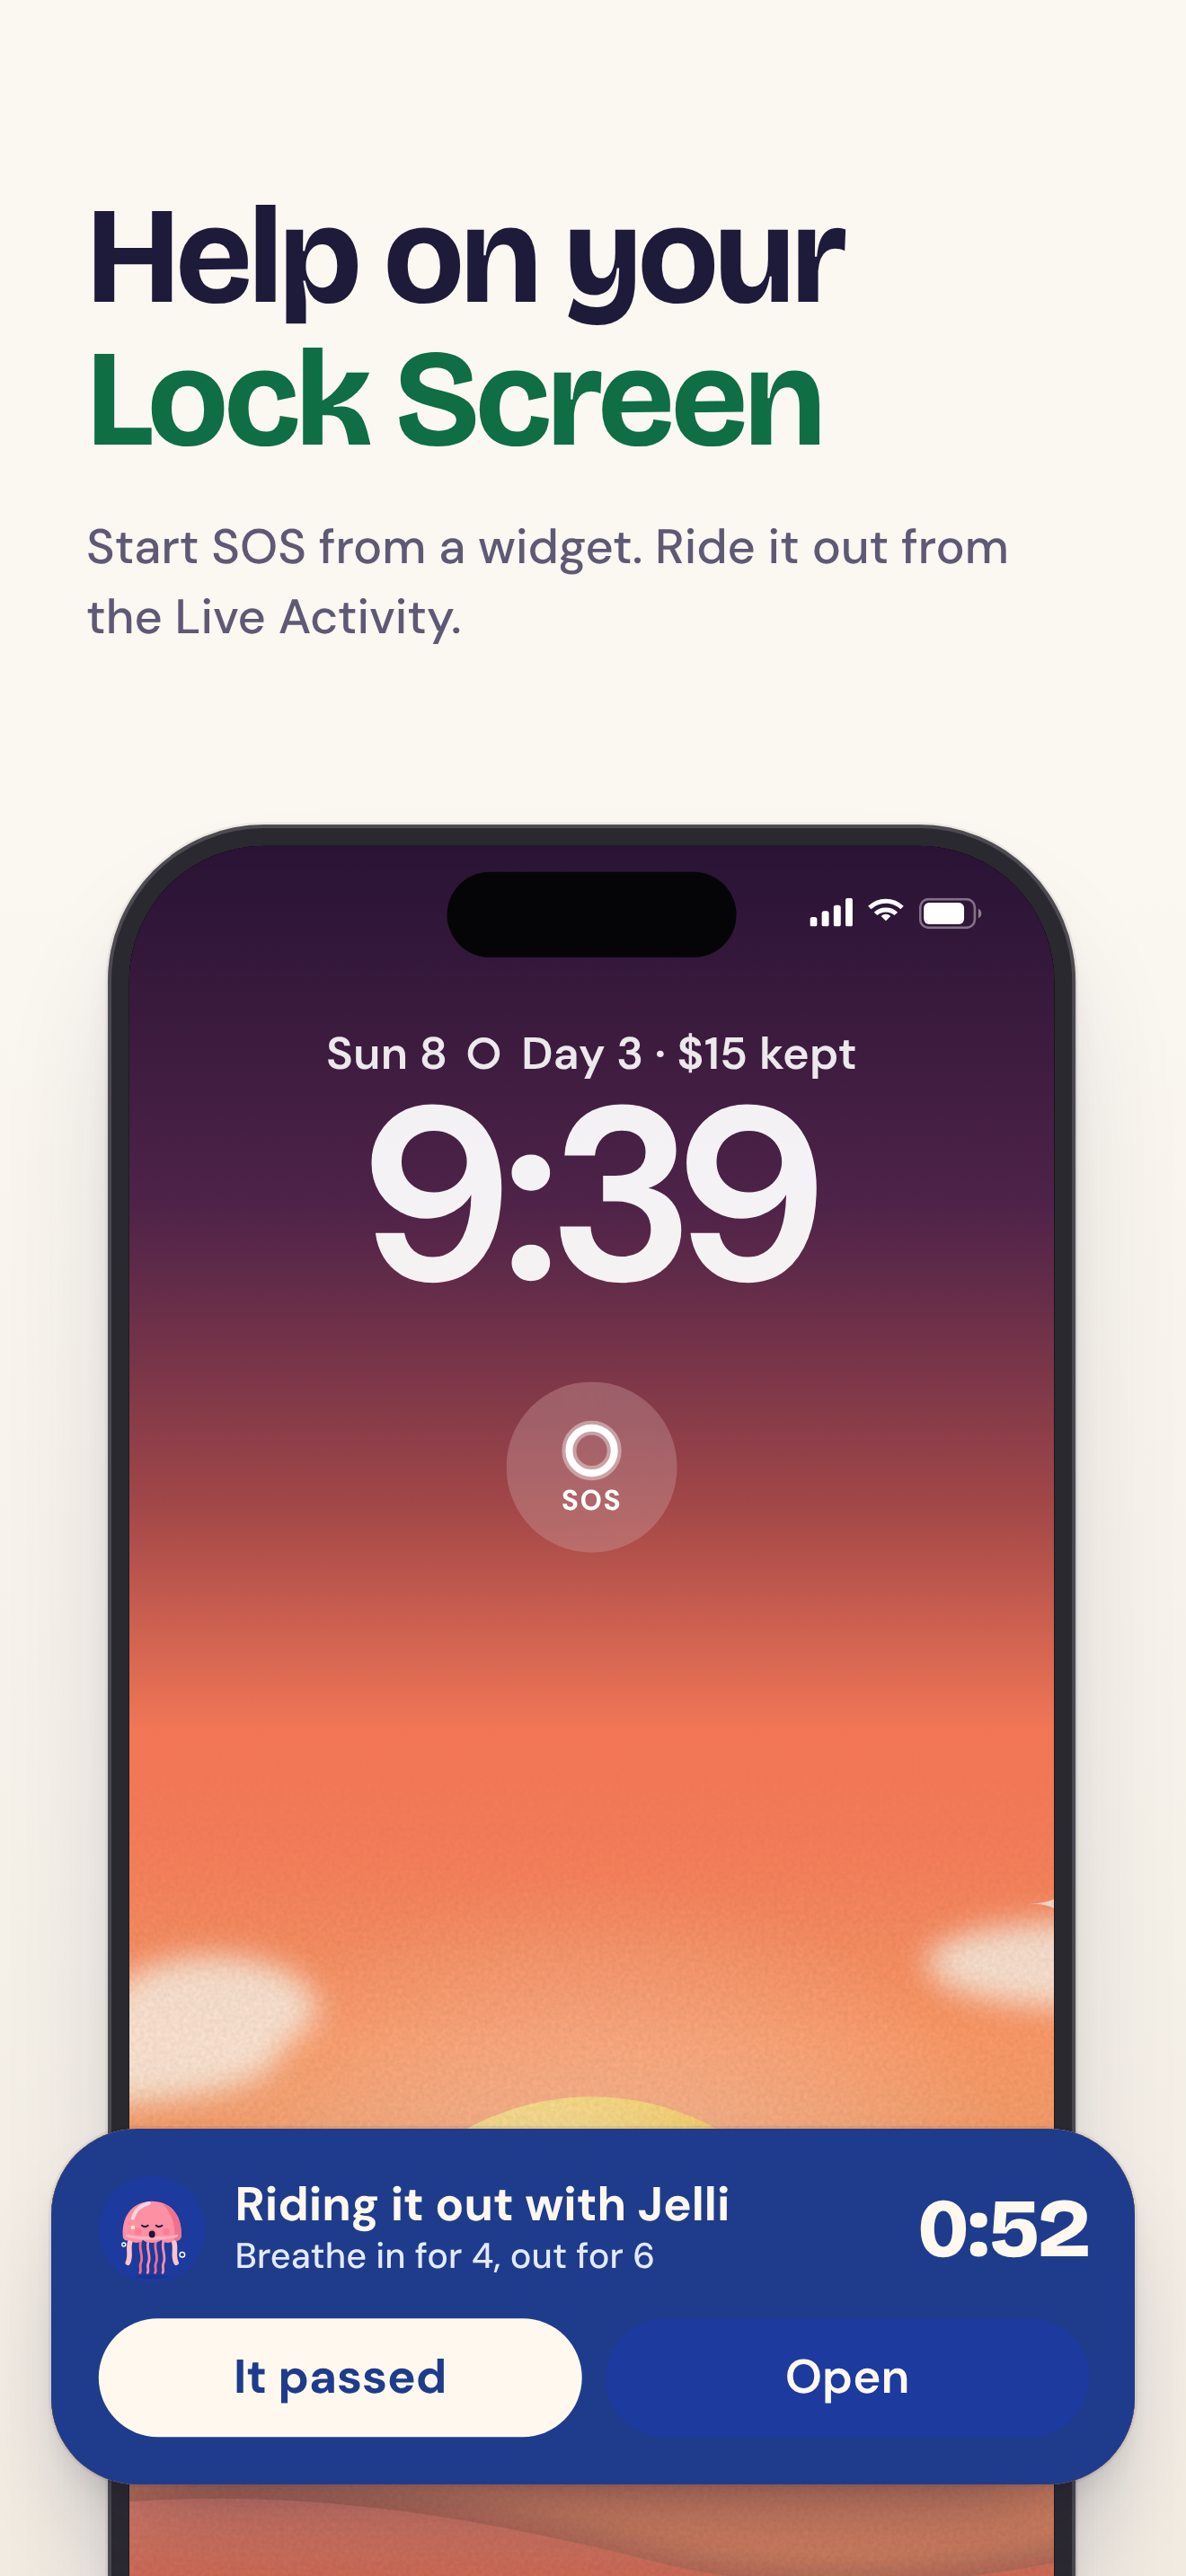 Help on your
Lock Screen
Start SOS from a widget. Ride it out from
the Live Activity.
Sun 8 Day 3 · $15 kept
9:39
SOS
Riding it out with Jelli
Breathe in for 4, out for 6
0:52
It passed
Open